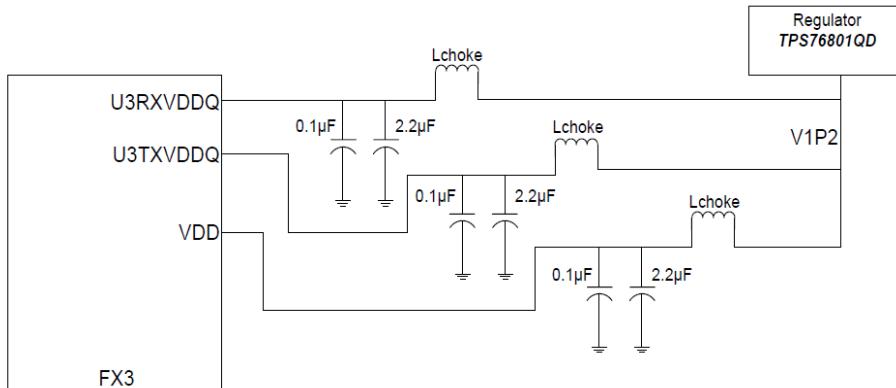 Regulator
TPS76801QD
Lchoke
U3RXVDDQ
0.1µF 2.2µF
Lchoke
V1P2
U3TXVDDQ
0.1µF 2.2µF
Lchoke
VDD
0.1µF 2.2µF
FX3